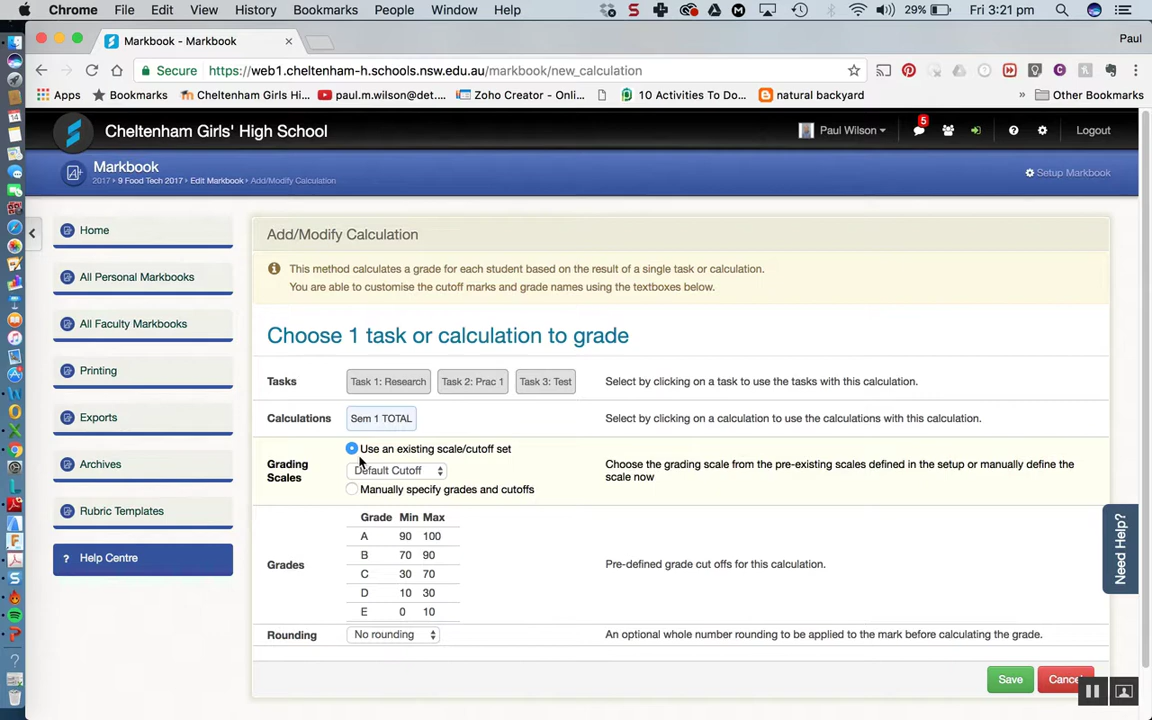 Chrome File Edit View History Bookmarks People Window Help 29% Fri 3:21 pm
Markbook - Markbook Paul
Secure https://web1.cheltenham-h.schools.nsw.edu.au/markbook/new_calculation
Apps Bookmarks Cheltenham Girls Hi... paul.m.wilson@det.... Zoho Creator - Onli... 10 Activities To Do... natural backyard » Other Bookmarks
Cheltenham Girls' High School Paul Wilson 5 Logout
Markbook
2017 › 9 Food Tech 2017 › Edit Markbook › Add/Modify Calculation Setup Markbook
Home
All Personal Markbooks
All Faculty Markbooks
Printing
Exports
Archives
Rubric Templates
? Help Centre
Add/Modify Calculation
This method calculates a grade for each student based on the result of a single task or calculation.
You are able to customise the cutoff marks and grade names using the textboxes below.
Choose 1 task or calculation to grade
Tasks Task 1: Research Task 2: Prac 1 Task 3: Test Select by clicking on a task to use the tasks with this calculation.
Calculations Sem 1 TOTAL Select by clicking on a calculation to use the calculations with this calculation.
Grading Scales
Use an existing scale/cutoff set
Default Cutoff
Manually specify grades and cutoffs
Choose the grading scale from the pre-existing scales defined in the setup or manually define the
scale now
Grades
Grade Min Max
A 90 100
B 70 90
C 30 70
D 10 30
E 0 10
Pre-defined grade cut offs for this calculation.
Rounding No rounding An optional whole number rounding to be applied to the mark before calculating the grade.
Save Cancel
Need Help?